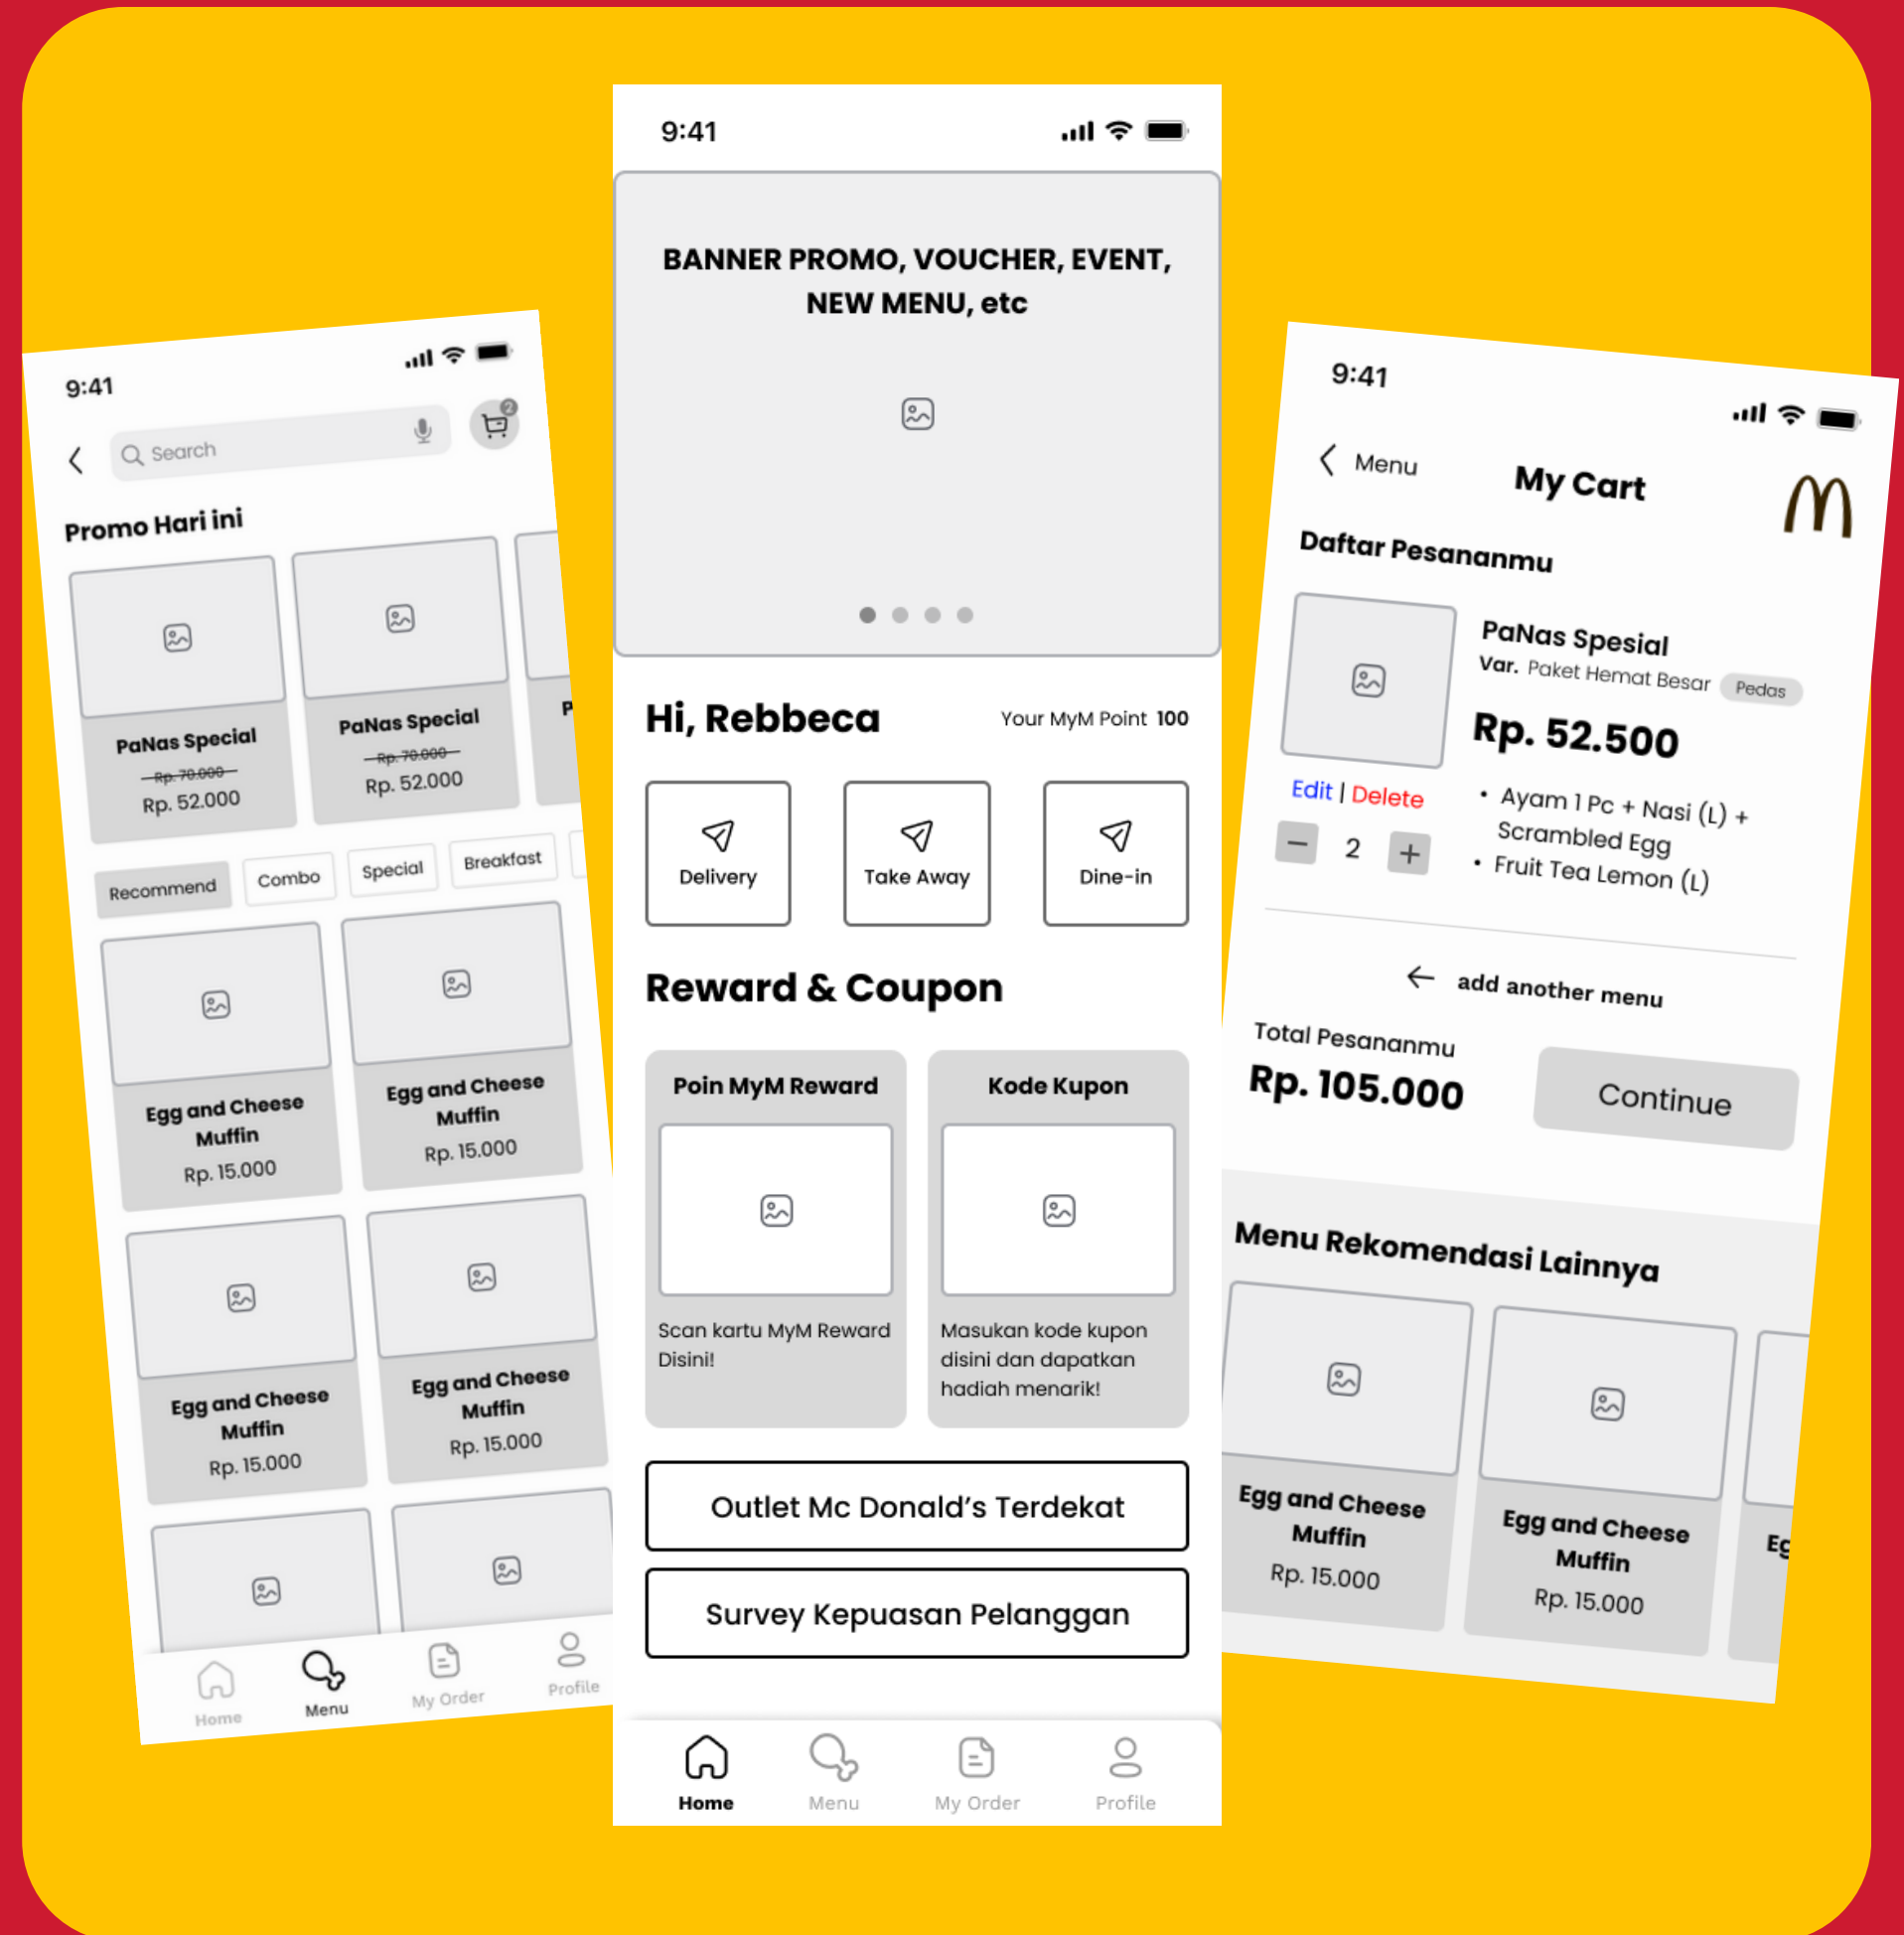 9:41
Search
2
Promo Hari ini
PaNas Special
Rp. 70.000
Rp. 52.000
PaNas Special
Rp. 70.000
Rp. 52.000
P
Recommend
Combo
Special
Breakfast
Egg and Cheese
Muffin
Rp. 15.000
Egg and Cheese
Muffin
Rp. 15.000
Egg and Cheese
Muffin
Rp. 15.000
Egg and Cheese
Muffin
Rp. 15.000
Home
Menu
My Order
Profile
9:41
BANNER PROMO, VOUCHER, EVENT,
NEW MENU, etc
Hi, Rebbeca
Your MyM Point 100
Delivery
Take Away
Dine-in
Reward & Coupon
Poin MyM Reward
Scan kartu MyM Reward
Disini!
Kode Kupon
Masukan kode kupon
disini dan dapatkan
hadiah menarik!
Outlet Mc Donald's Terdekat
Survey Kepuasan Pelanggan
Home
Menu
My Order
Profile
9:41
Menu
My Cart
Daftar Pesananmu
PaNas Spesial
Var. Paket Hemat Besar
Pedas
Rp. 52.500
Edit | Delete
2
• Ayam 1 Pc + Nasi (L) +
Scrambled Egg
• Fruit Tea Lemon (L)
add another menu
Total Pesananmu
Rp. 105.000
Continue
Menu Rekomendasi Lainnya
Egg and Cheese
Muffin
Rp. 15.000
Egg and Cheese
Muffin
Rp. 15.000
Eg